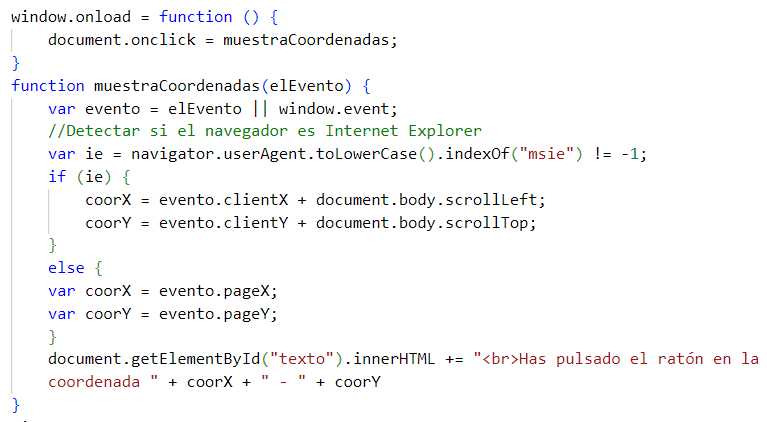 window.onload = function () {
document.onclick = muestraCoordenadas;
}
function muestraCoordenadas(elEvento) {
var evento = elEvento || window.event;
//Detectar si el navegador es Internet Explorer
var ie = navigator.userAgent.toLowerCase().indexOf("msie") != -1;
if (ie) {
coorX = evento.clientX + document.body.scrollLeft;
coorY = evento.clientY + document.body.scrollTop;
}
else {
var coorX = evento.pageX;
var coorY = evento.pageY;
}
document.getElementById("texto").innerHTML += "<br>Has pulsado el ratón en la
coordenada " + coorX + " - " + coorY
}